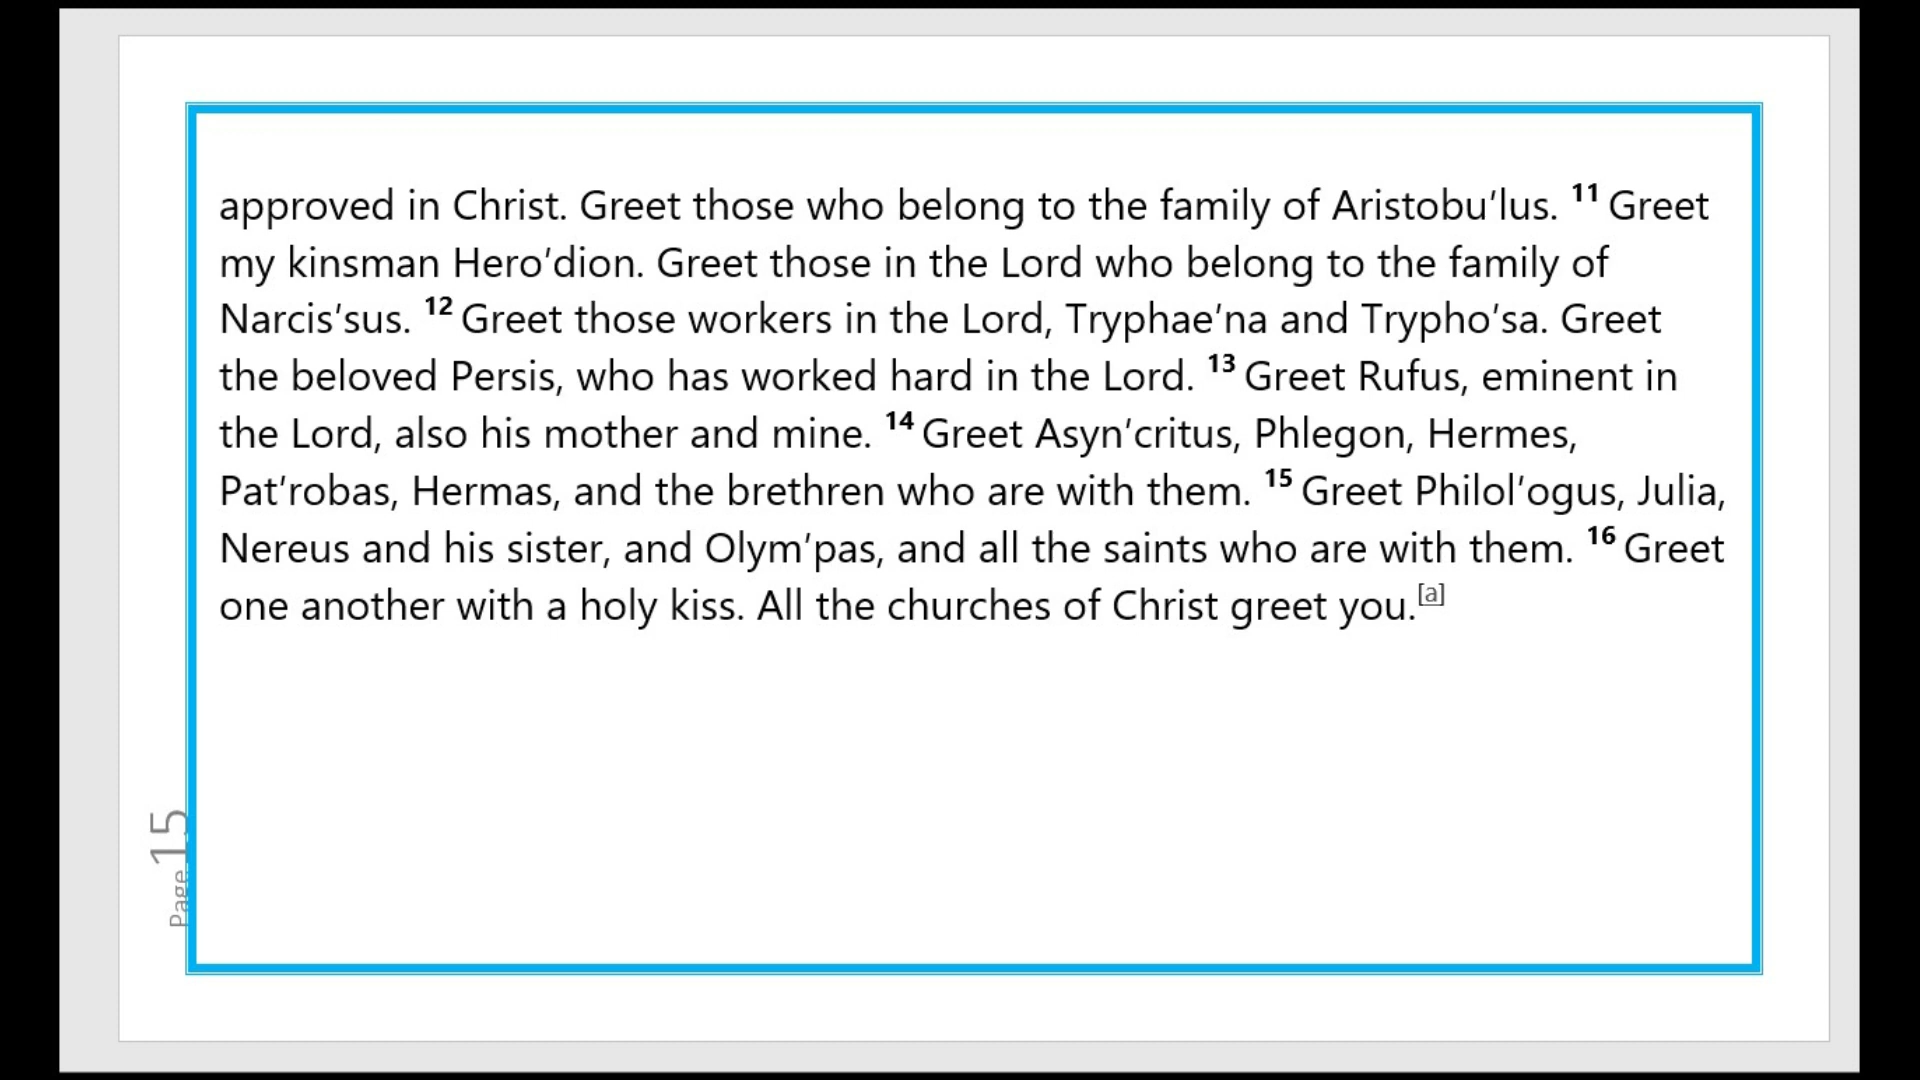 approved in Christ. Greet those who belong to the family of Aristobu′lus. 11 Greet
my kinsman Hero′dion. Greet those in the Lord who belong to the family of
Narcis′sus. 12 Greet those workers in the Lord, Tryphae′na and Trypho′sa. Greet
the beloved Persis, who has worked hard in the Lord. 13 Greet Rufus, eminent in
the Lord, also his mother and mine. 14 Greet Asyn′critus, Phlegon, Hermes,
Pat′robas, Hermas, and the brethren who are with them. 15 Greet Philol′ogus, Julia,
Nereus and his sister, and Olym′pas, and all the saints who are with them. 16 Greet
one another with a holy kiss. All the churches of Christ greet you.[a]
Page 15